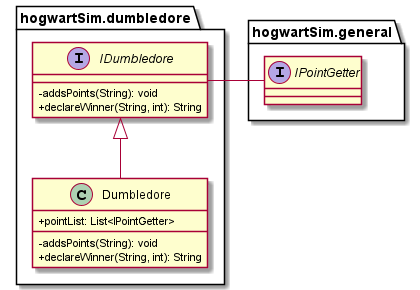 hogwartSim.dumbledore
I IDumbledore
-addsPoints(String): void
+declareWinner(String, int): String
C Dumbledore
+pointList: List<IPointGetter>
-addsPoints(String): void
+declareWinner(String, int): String
hogwartSim.general
I IPointGetter